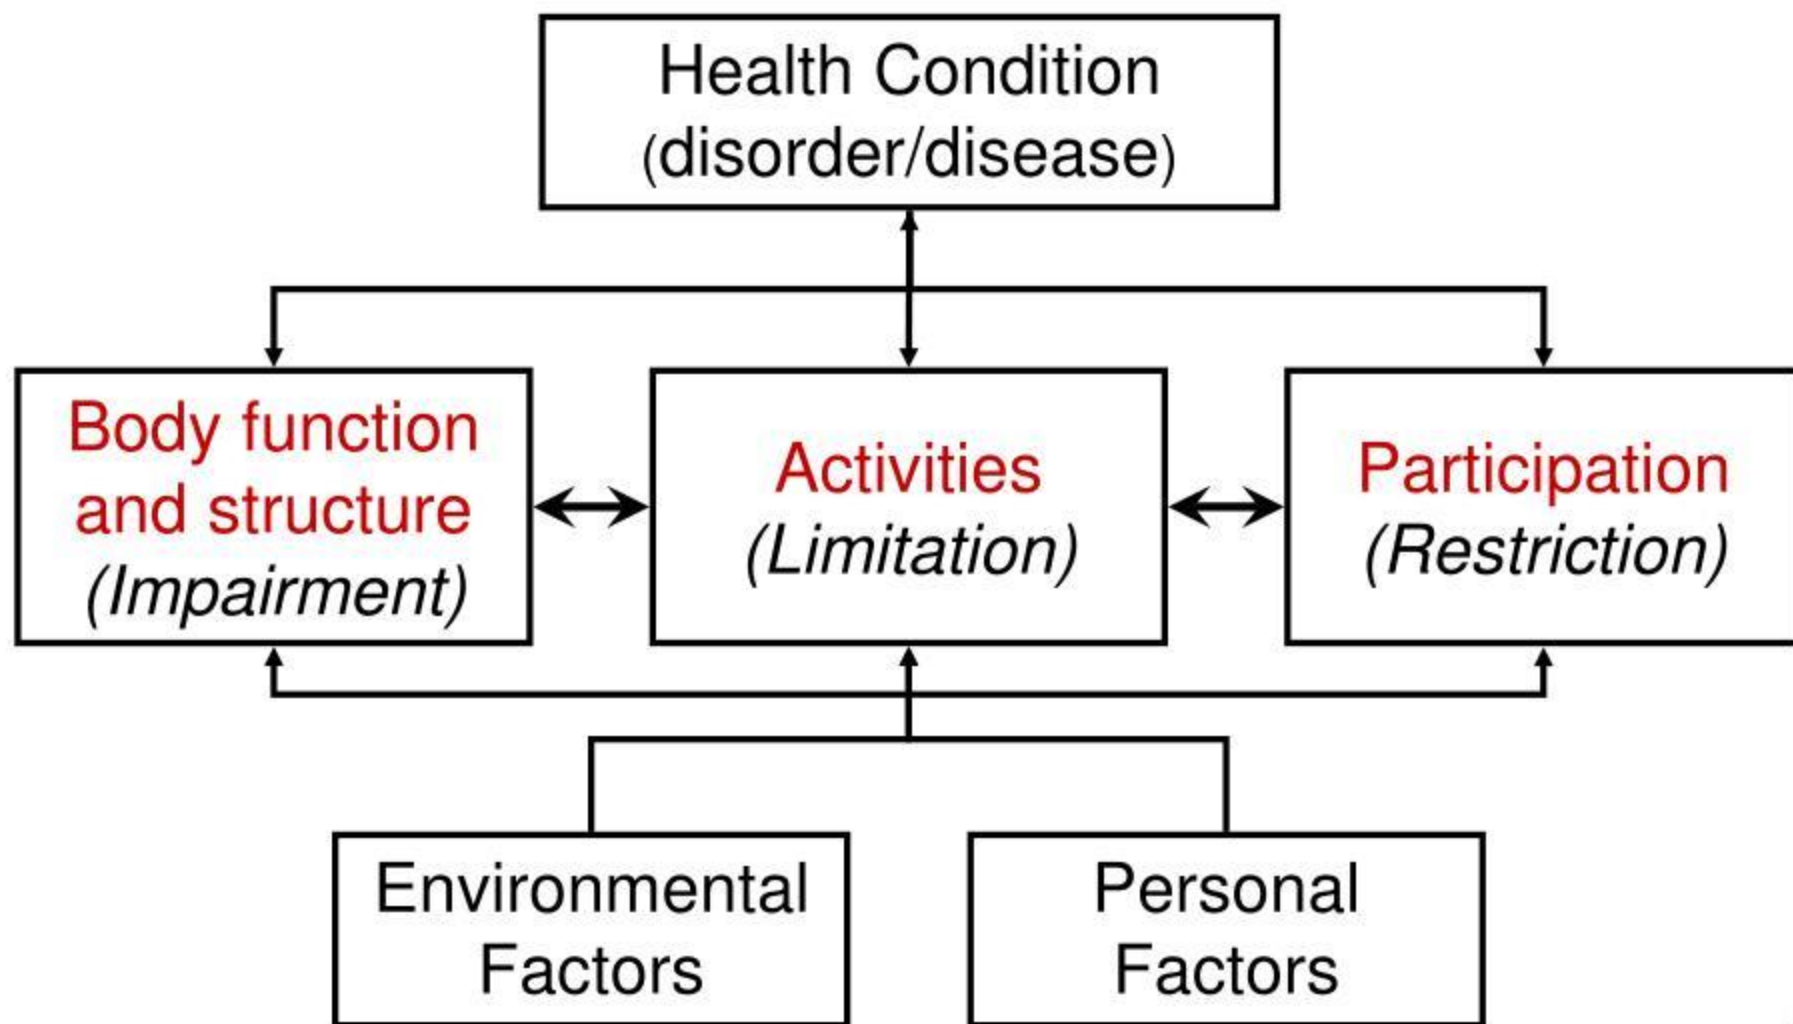 Health Condition
(disorder/disease)
Body function
and structure
(Impairment)
Activities
(Limitation)
Participation
(Restriction)
Environmental
Factors
Personal
Factors